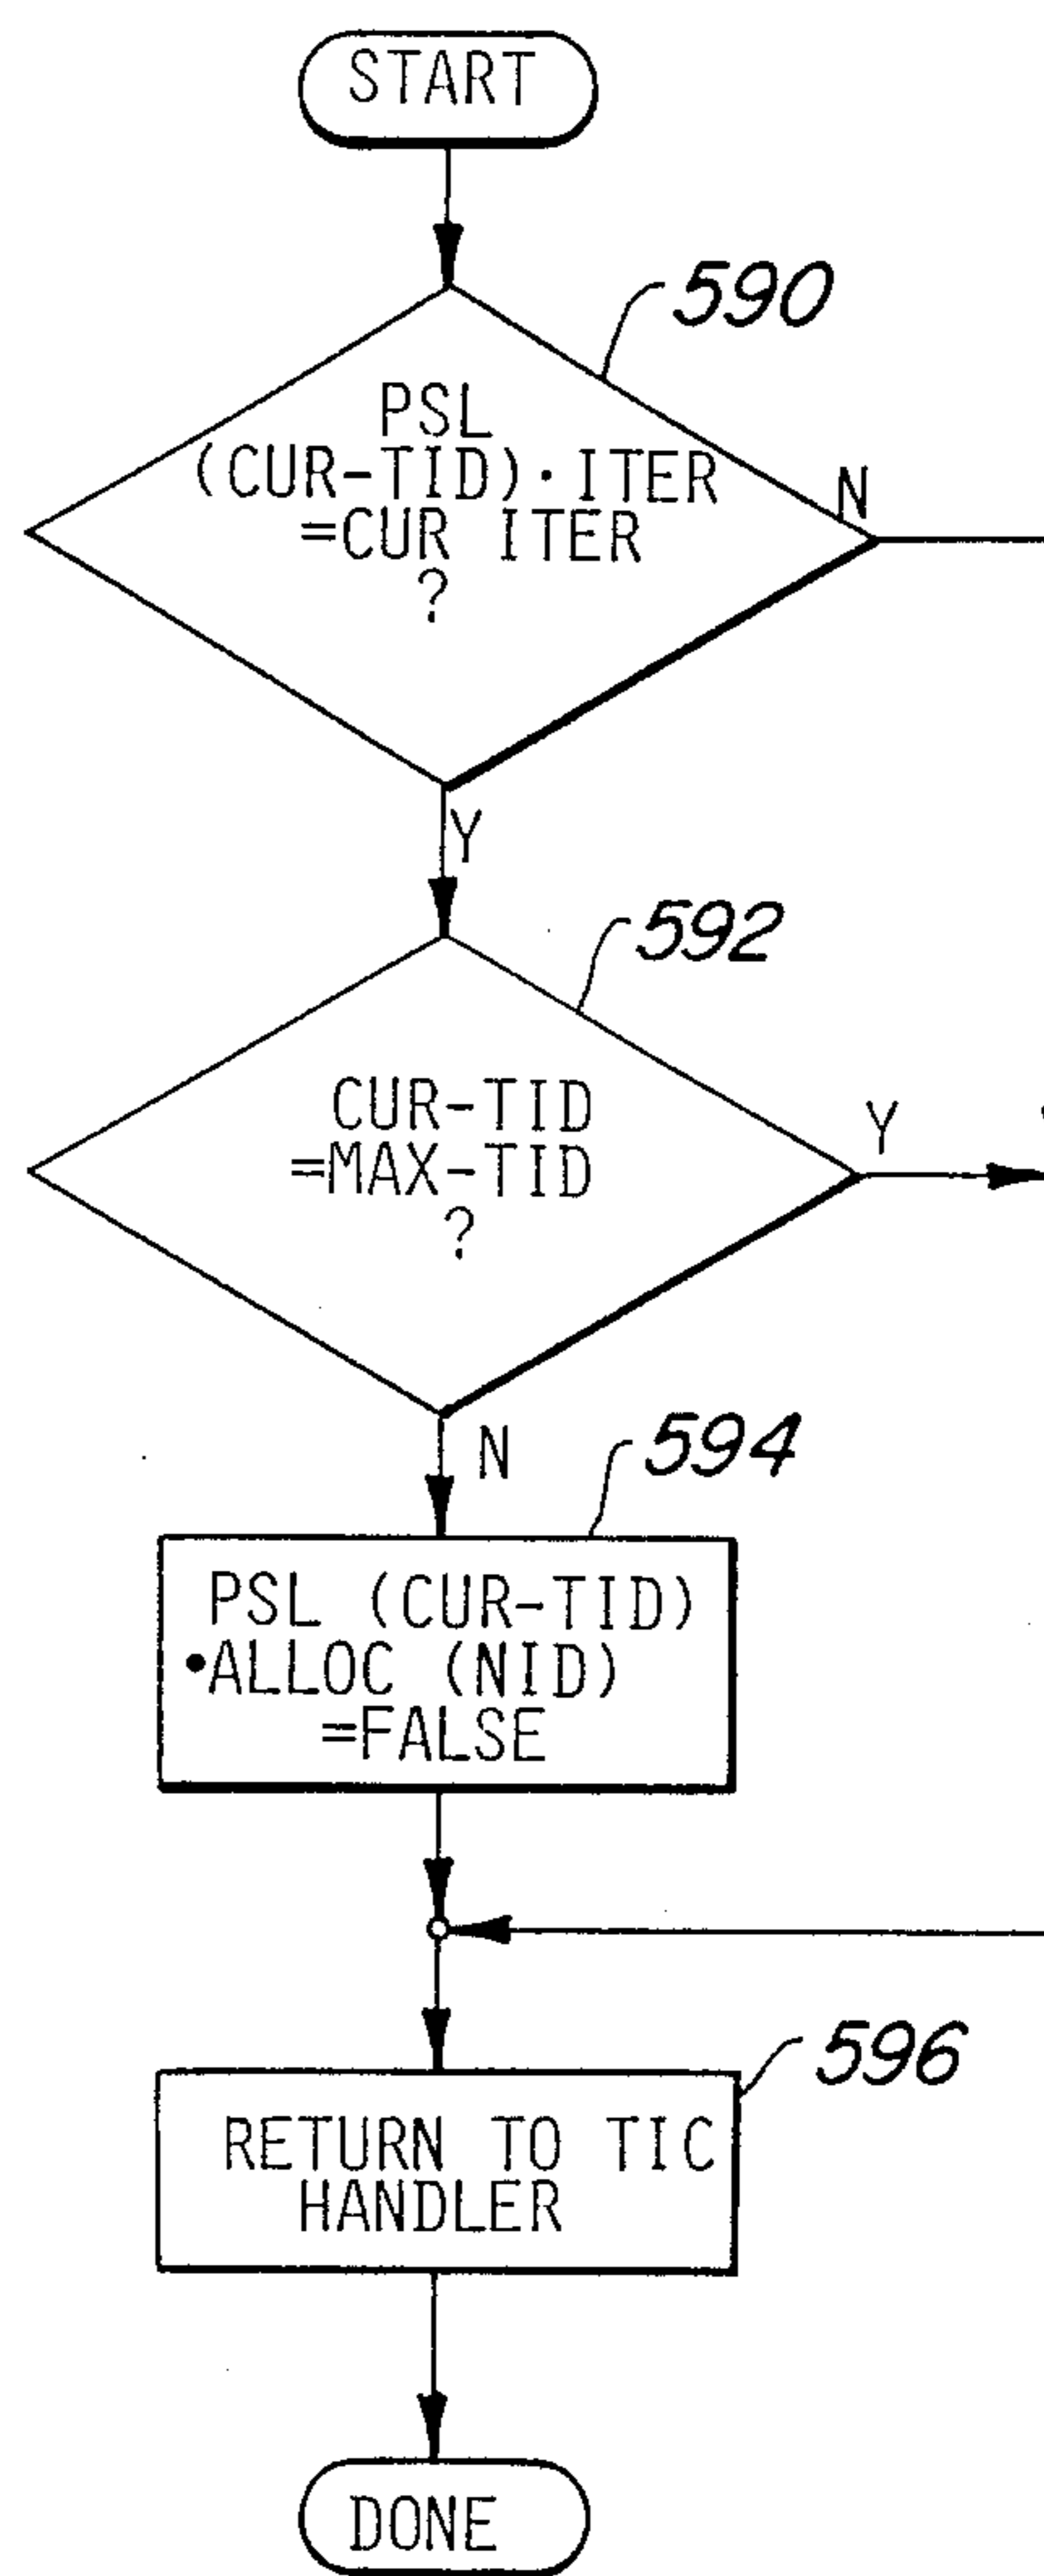 START
590
PSL
(CUR-TID)·ITER
=CUR ITER
?
N
Y
592
CUR-TID
=MAX-TID
?
Y
N
594
PSL (CUR-TID)
•ALLOC (NID)
=FALSE
596
RETURN TO TIC
HANDLER
DONE